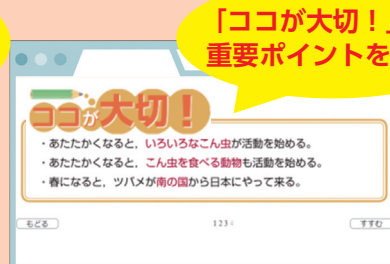 「ココが大切！」
重要ポイントを
ココが大切！
・あたたかくなると，いろいろなこん虫が活動を始める。
・あたたかくなると，こん虫を食べる動物も活動を始める。
・春になると，ツバメが南の国から日本にやって来る。
もどる
1234
すすむ